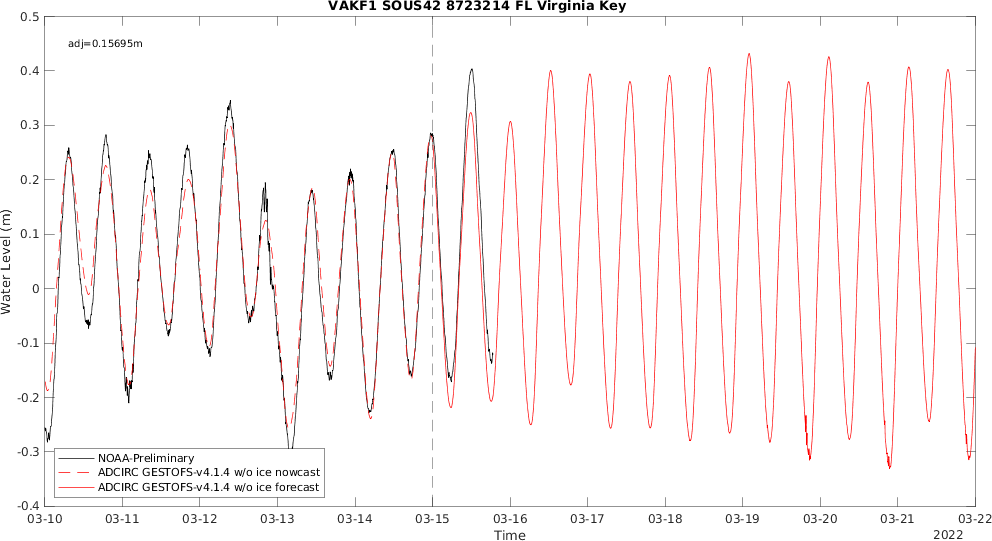 VAKF1 SOUS42 8723214 FL Virginia Key
adj=0.15695m
Water Level (m)
0.5
0.4
0.3
0.2
0.1
0
-0.1
-0.2
-0.3
-0.4
NOAA-Preliminary
ADCIRC GESTOFS-v4.1.4 w/o ice nowcast
ADCIRC GESTOFS-v4.1.4 w/o ice forecast
03-10 03-11 03-12 03-13 03-14 03-15 03-16 03-17 03-18 03-19 03-20 03-21 03-22
Time
2022